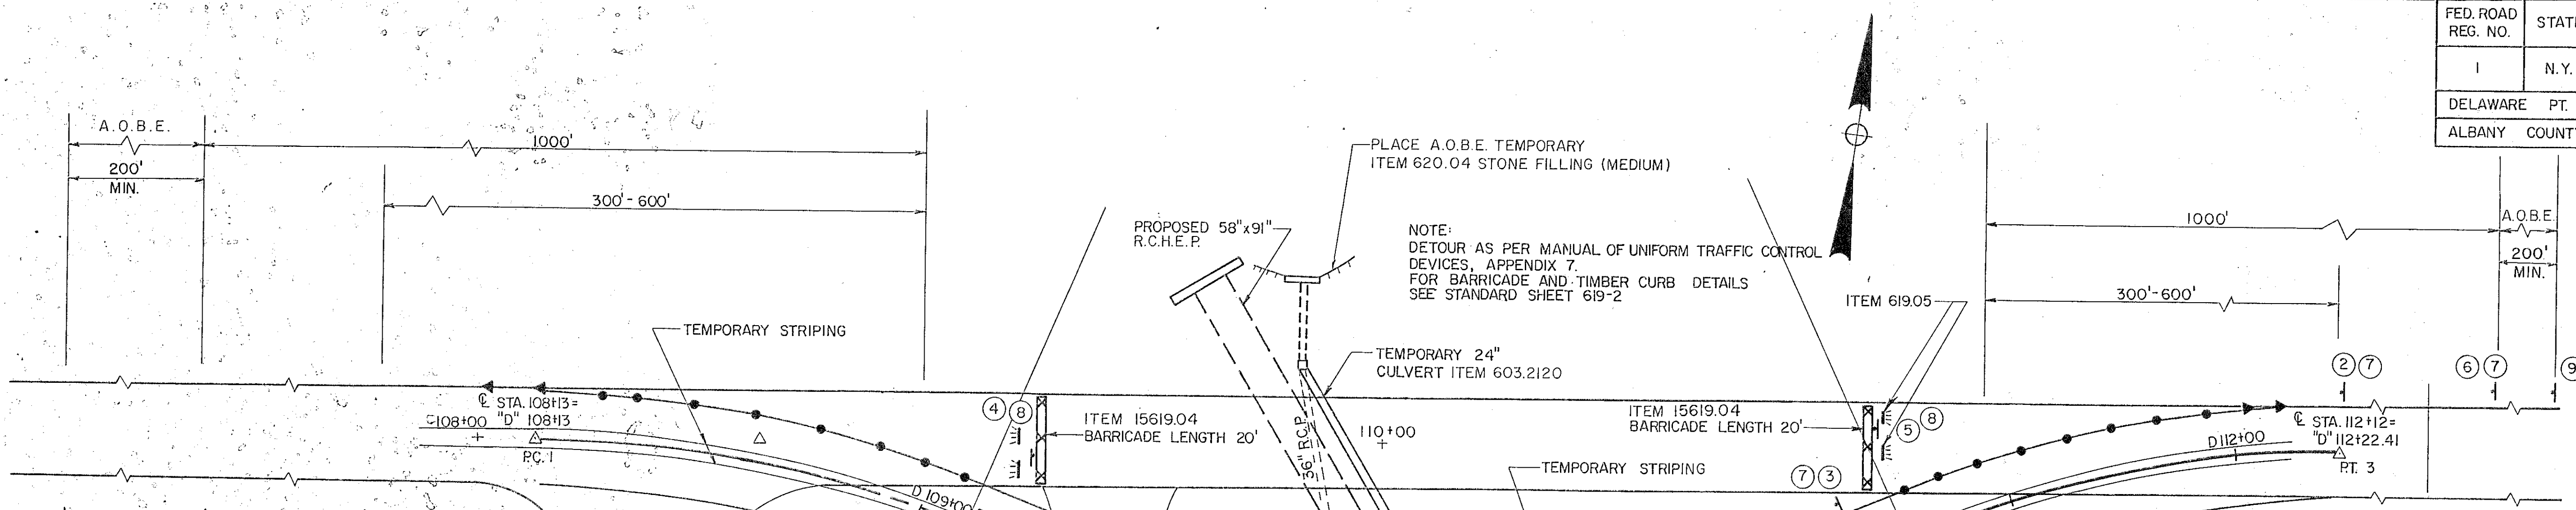 FED. ROAD
REG. NO.
1
N.Y.
DELAWARE PT.
ALBANY
A.O.B.E.
200'
MIN.
1000'
300'-600'
PLACE A.O.B.E. TEMPORARY
ITEM 620.04 STONE FILLING (MEDIUM)
PROPOSED 58"x91"
R.C.H.E.P.
NOTE:
DETOUR AS PER MANUAL OF UNIFORM TRAFFIC CONTROL
DEVICES, APPENDIX 7.
FOR BARRICADE AND TIMBER CURB DETAILS
SEE STANDARD SHEET 619-2
1000'
A.O.B.E.
200'
MIN.
300'-600'
ITEM 619.05
TEMPORARY STRIPING
TEMPORARY 24"
CULVERT ITEM 603.2120
2 7
6 7
9
℄ STA. 108+13=
"D" 108+13
108+00
P.C. 1
D 109+00
4 8
ITEM 15619.04
BARRICADE LENGTH 20'
36" R.C.P.
110+00
ITEM 15619.04
BARRICADE LENGTH 20'
5 8
℄ STA. 112+12=
"D" 112+22.41
D 112+00
P.T. 3
TEMPORARY STRIPING
7 3